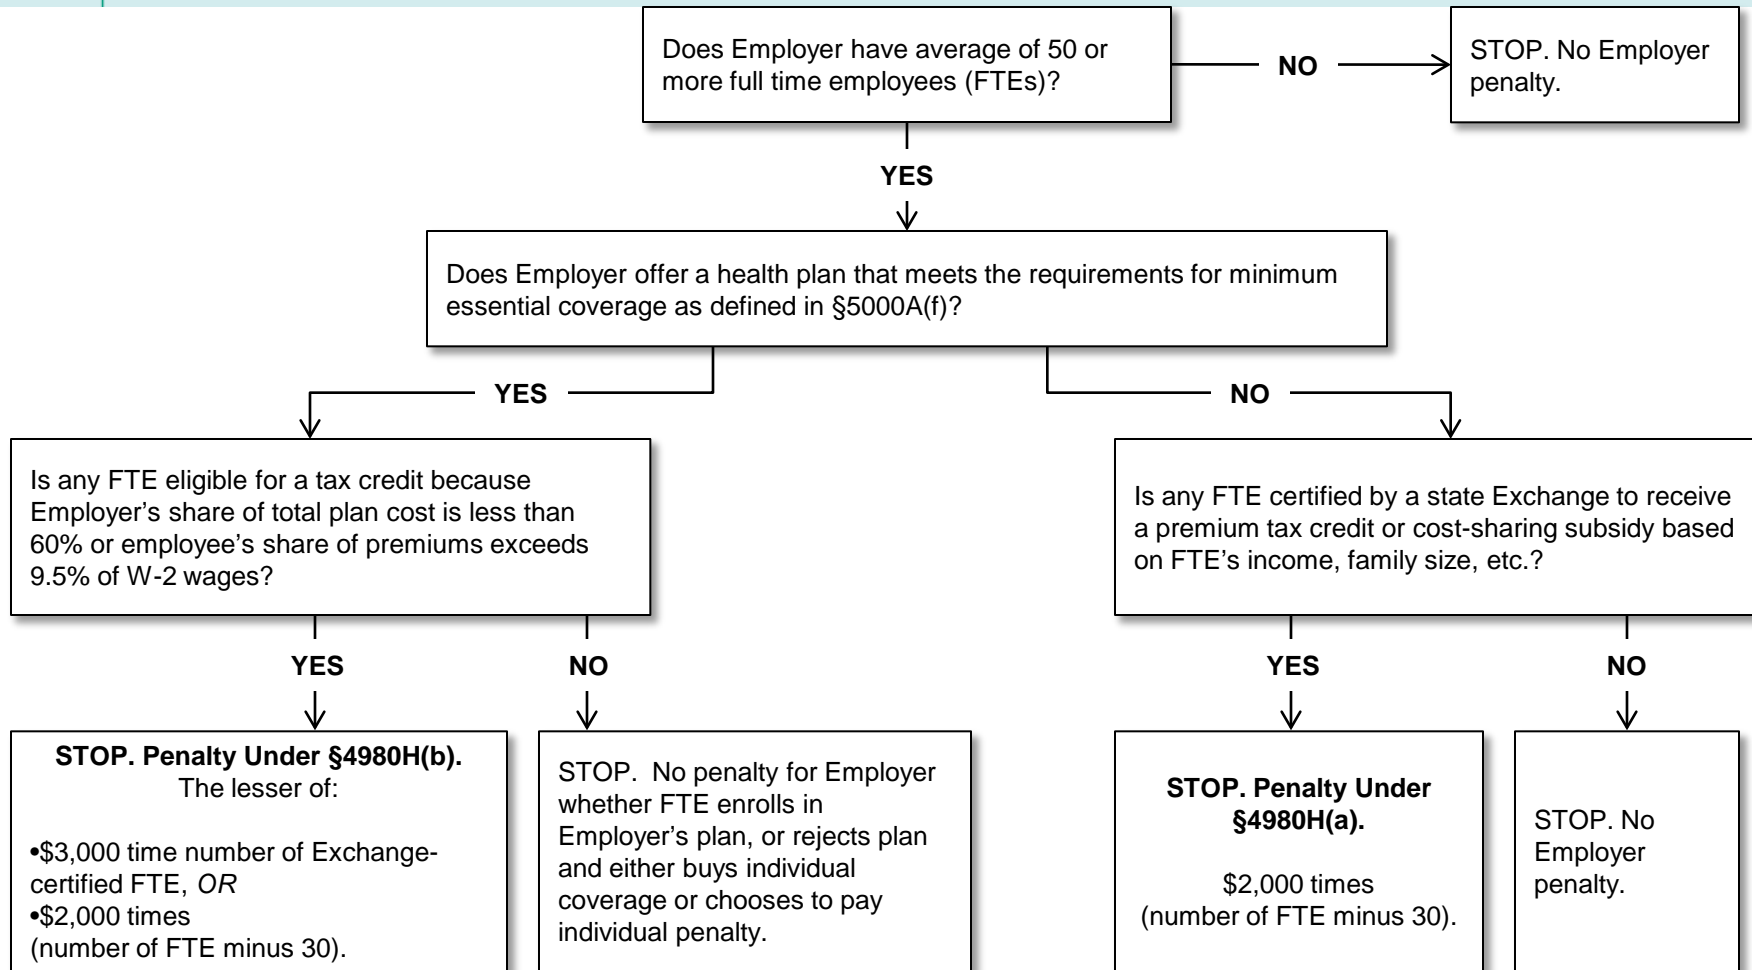 Does Employer have average of 50 or
more full time employees (FTEs)?
NO
STOP. No Employer
penalty.
YES
Does Employer offer a health plan that meets the requirements for minimum
essential coverage as defined in §5000A(f)?
YES
NO
Is any FTE eligible for a tax credit because
Employer’s share of total plan cost is less than
60% or employee’s share of premiums exceeds
9.5% of W-2 wages?
Is any FTE certified by a state Exchange to receive
a premium tax credit or cost-sharing subsidy based
on FTE’s income, family size, etc.?
YES
NO
YES
NO
STOP. Penalty Under §4980H(b).
The lesser of:
•$3,000 time number of Exchange-
certified FTE, OR
•$2,000 times
(number of FTE minus 30).
STOP.  No penalty for Employer
whether FTE enrolls in
Employer’s plan, or rejects plan
and either buys individual
coverage or chooses to pay
individual penalty.
STOP. Penalty Under
§4980H(a).
$2,000 times
(number of FTE minus 30).
STOP. No
Employer
penalty.